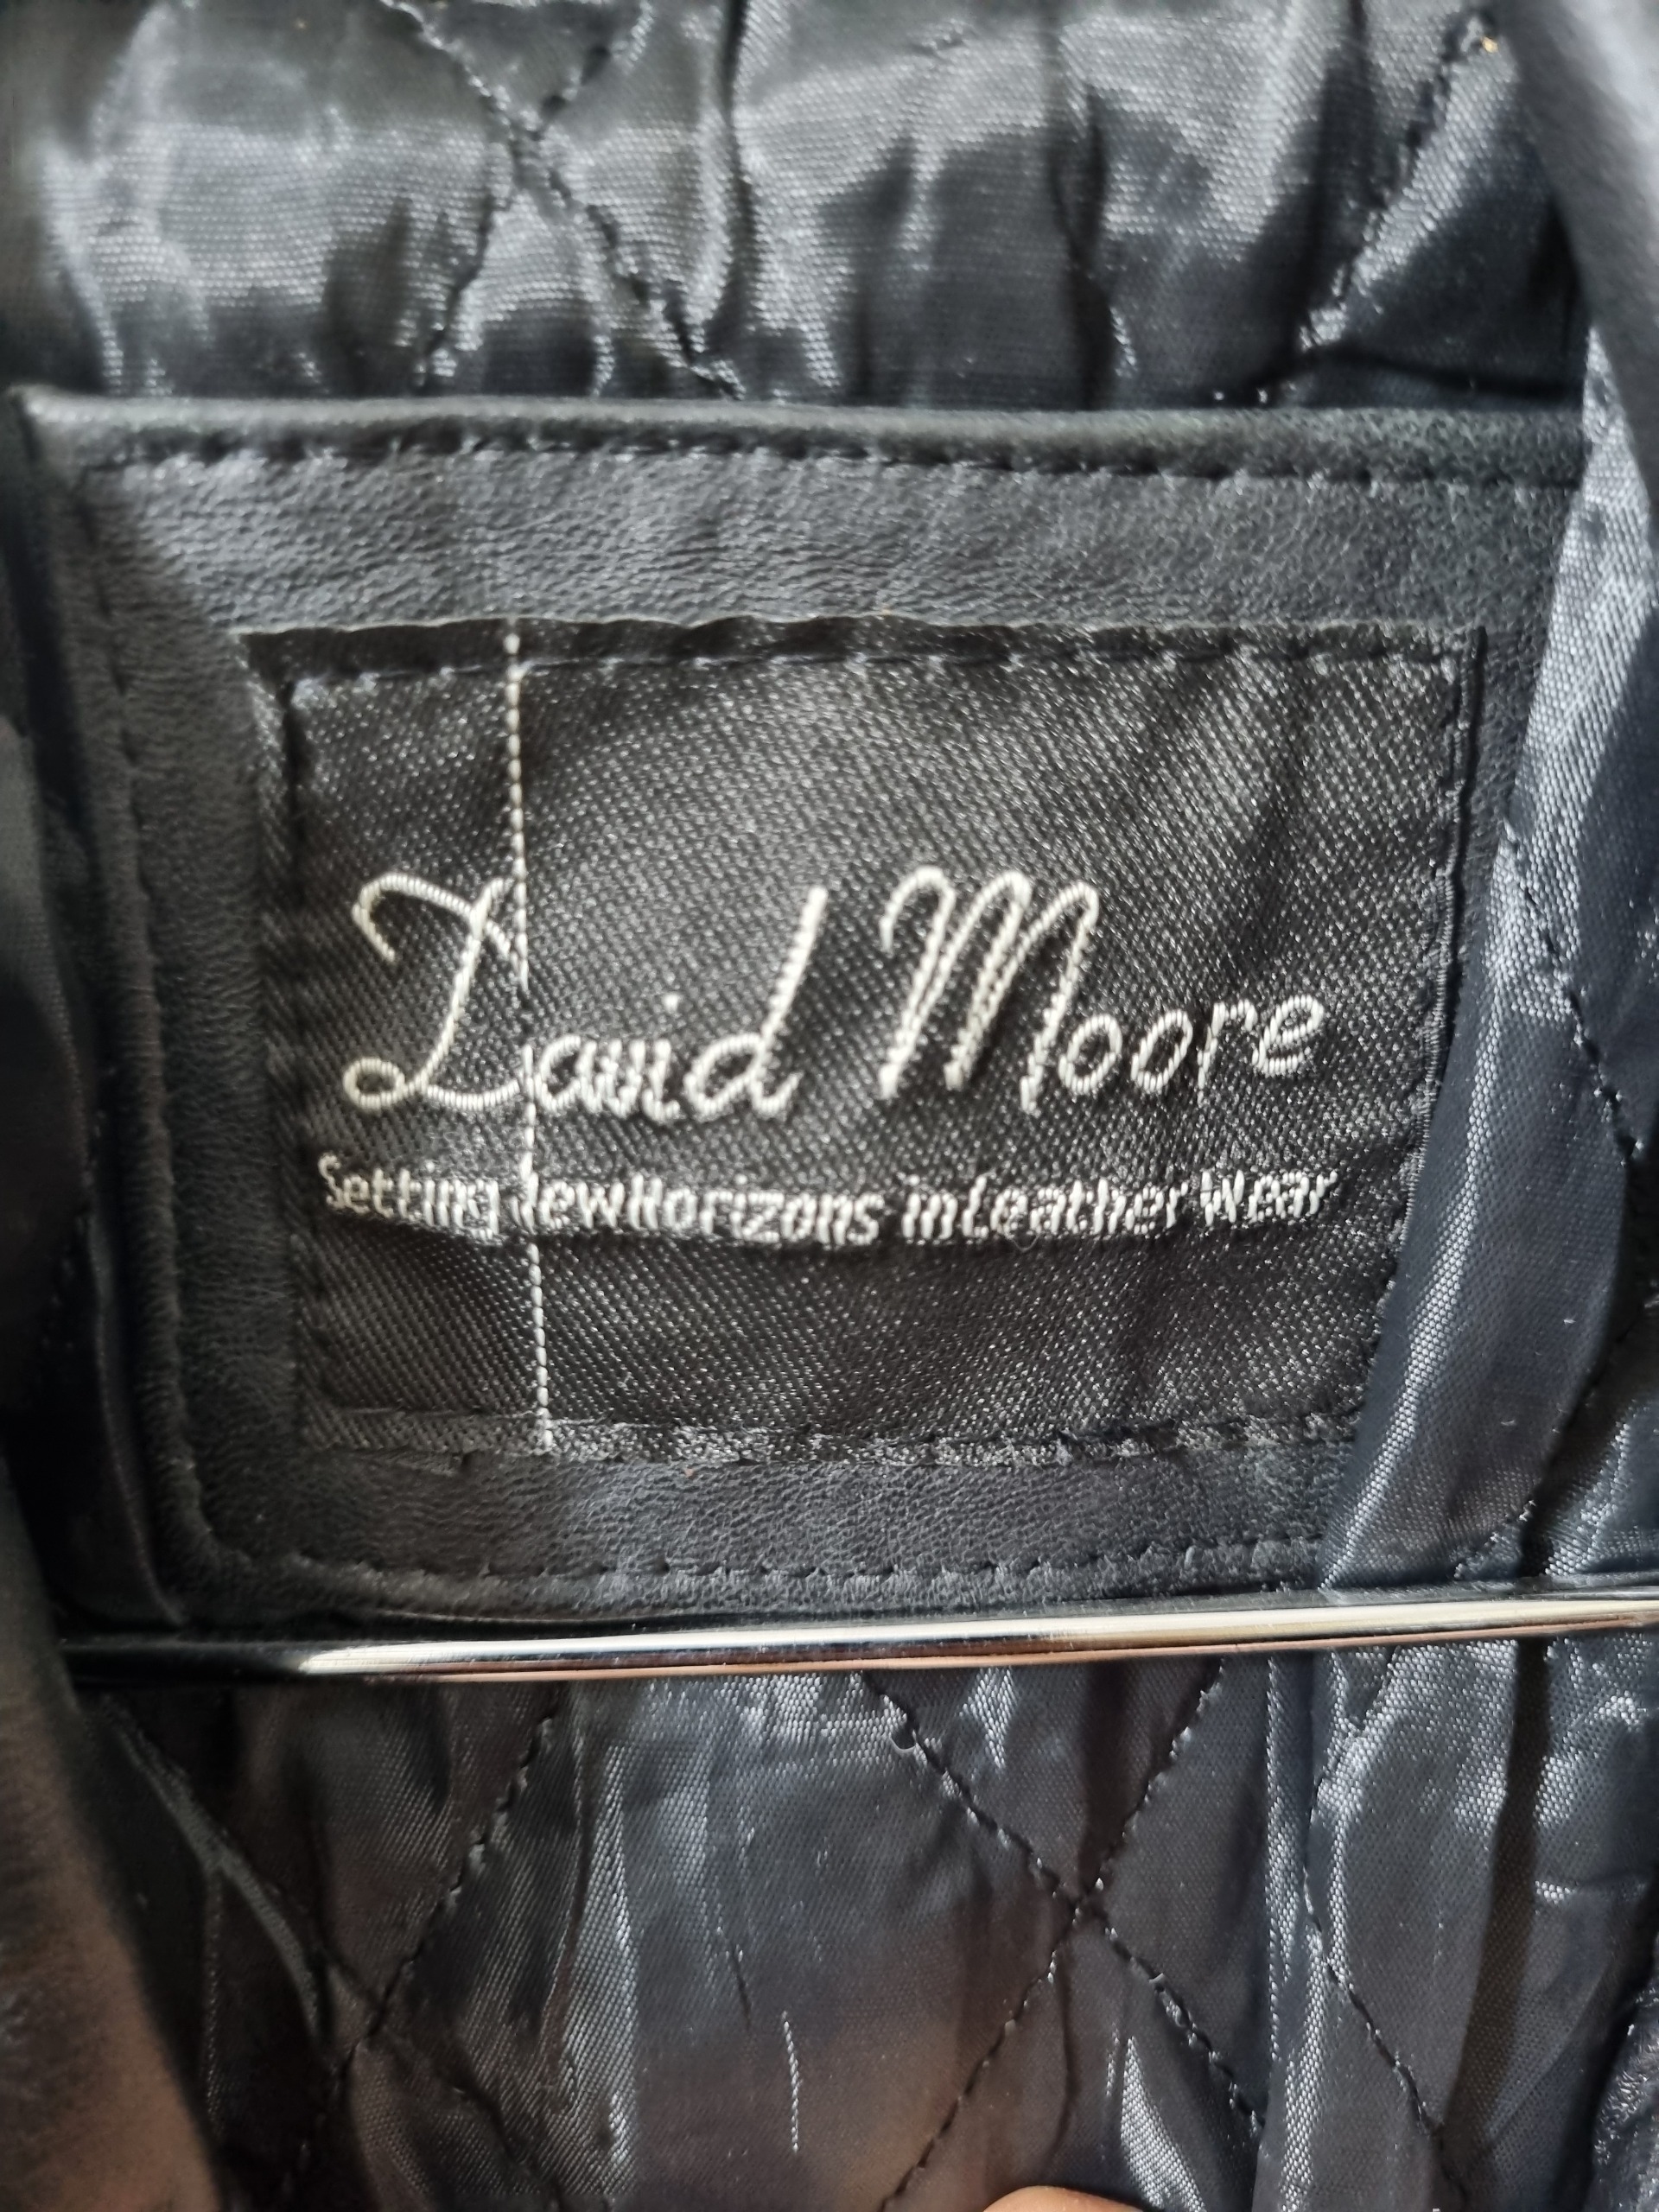 David Moore
Setting New Horizons in Leather Wear